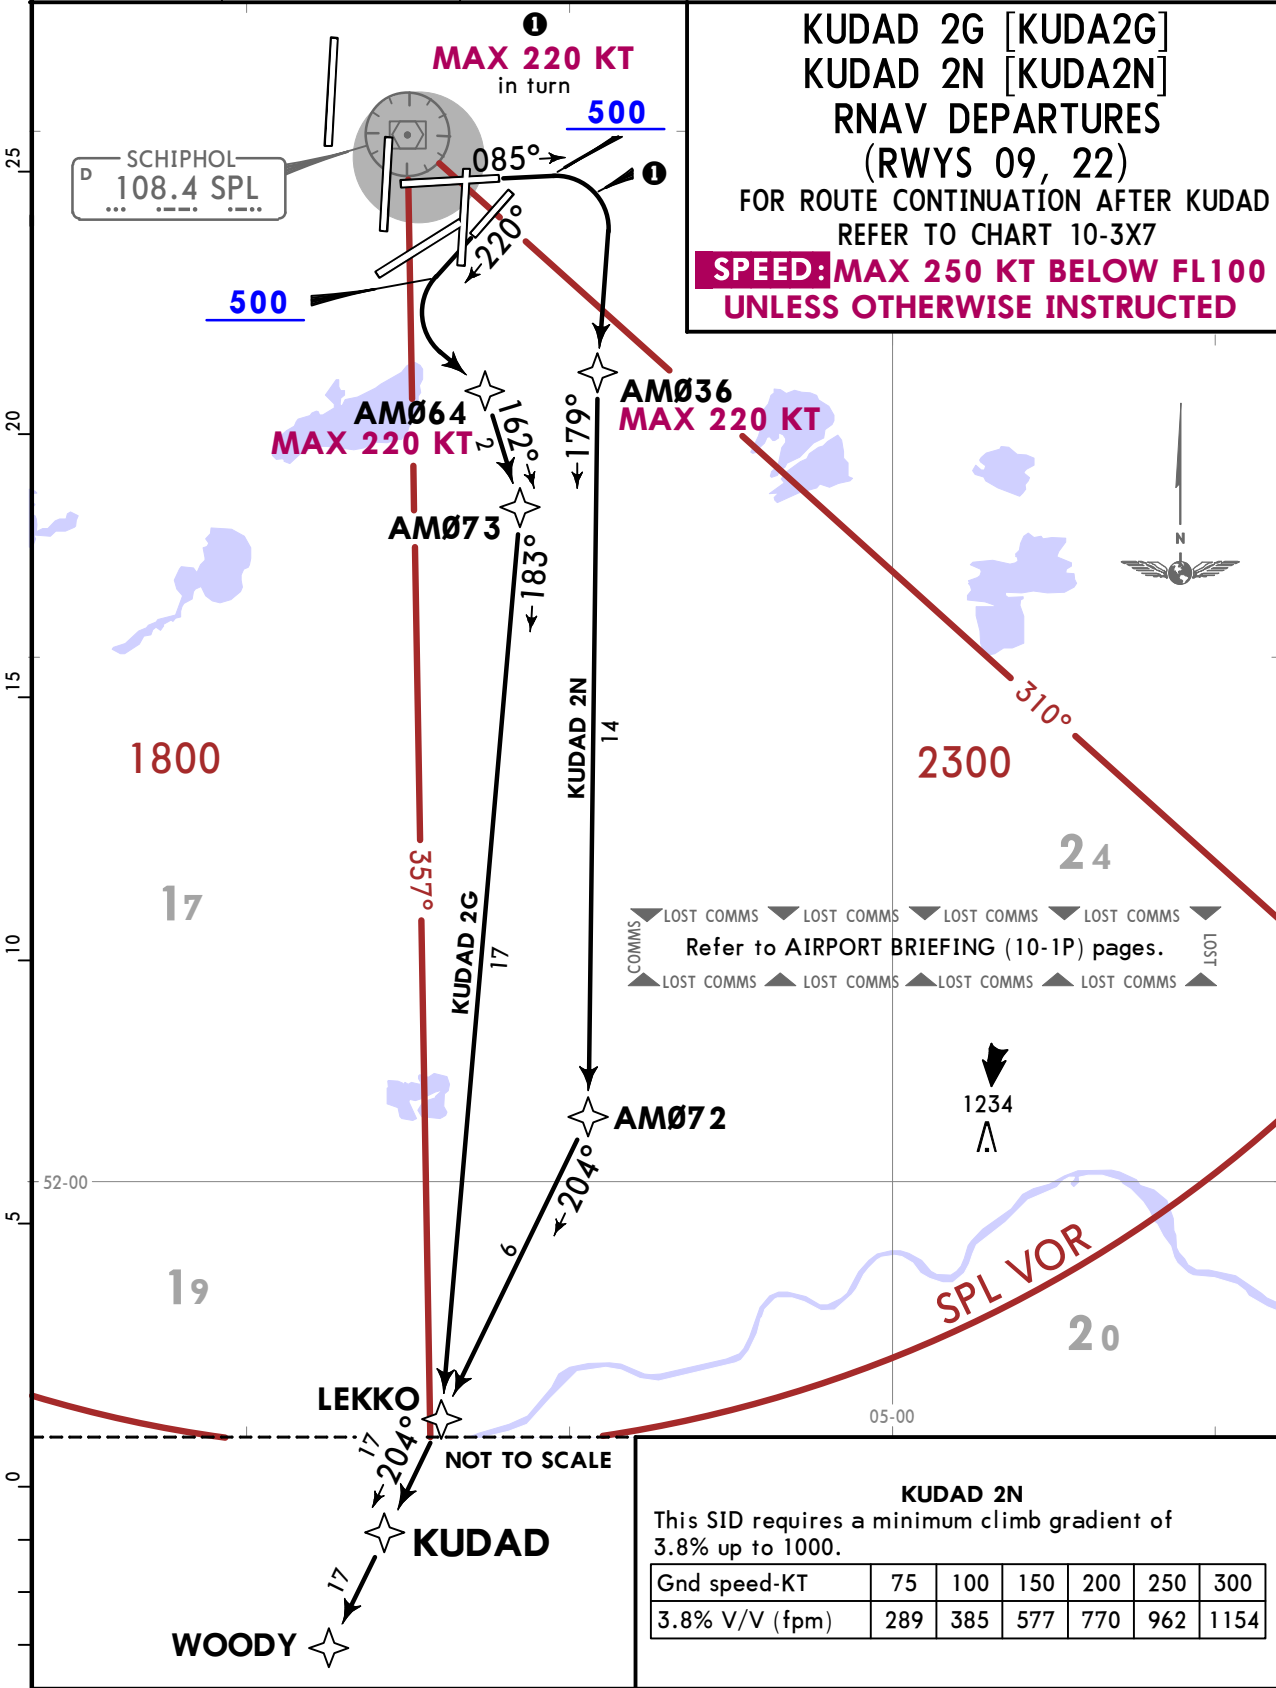 ❶
MAX 220 KT
in turn
500
KUDAD 2G [KUDA2G]
KUDAD 2N [KUDA2N]
RNAV DEPARTURES
(RWYS 09, 22)
FOR ROUTE CONTINUATION AFTER KUDAD
REFER TO CHART 10-3X7
SPEED: MAX 250 KT BELOW FL100
UNLESS OTHERWISE INSTRUCTED
SCHIPHOL
D 108.4 SPL
085°
❶
220°
500
25
AMØ64
MAX 220 KT
AMØ36
MAX 220 KT
162°
2
179°
20
AMØ73
183°
N
15
KUDAD 2N
14
310°
1800
2300
357°
17
24
KUDAD 2G
17
10
LOST COMMS LOST COMMS LOST COMMS LOST COMMS
COMMS
Refer to AIRPORT BRIEFING (10-1P) pages.
LOST
LOST COMMS LOST COMMS LOST COMMS LOST COMMS
1234
AMØ72
204°
52-00
5
6
19
SPL VOR
20
LEKKO
05-00
17
204°
NOT TO SCALE
0
KUDAD
17
WOODY
KUDAD 2N
This SID requires a minimum climb gradient of
3.8% up to 1000.
Gnd speed-KT 75 100 150 200 250 300
3.8% V/V (fpm) 289 385 577 770 962 1154